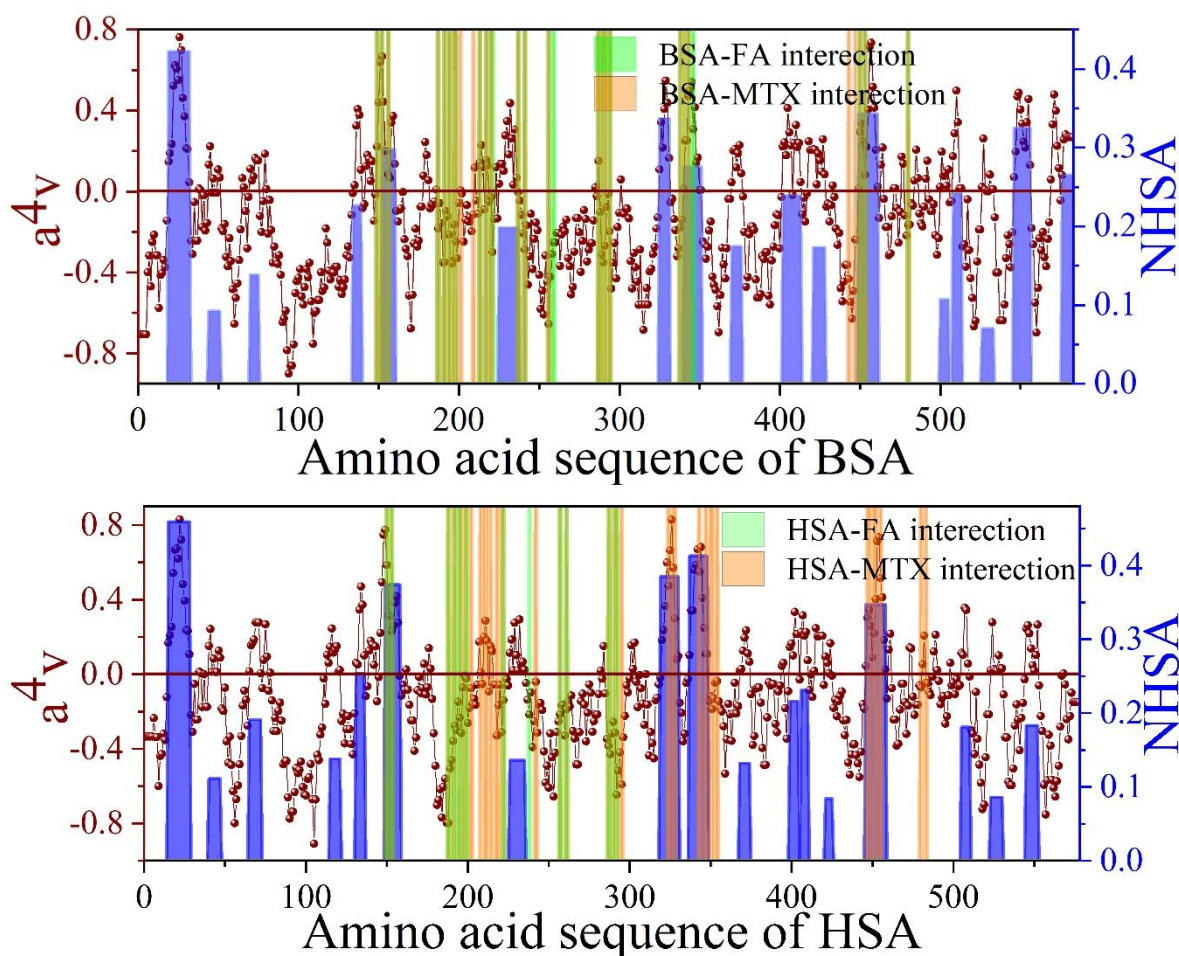 BSA-FA interection
BSA-MTX interection
a⁴v
0.8
0.4
0.0
-0.4
-0.8
NHSA
0.4
0.3
0.2
0.1
0.0
0 100 200 300 400 500
Amino acid sequence of BSA
HSA-FA interection
HSA-MTX interection
a⁴v
0.8
0.4
0.0
-0.4
-0.8
NHSA
0.4
0.3
0.2
0.1
0.0
0 100 200 300 400 500
Amino acid sequence of HSA